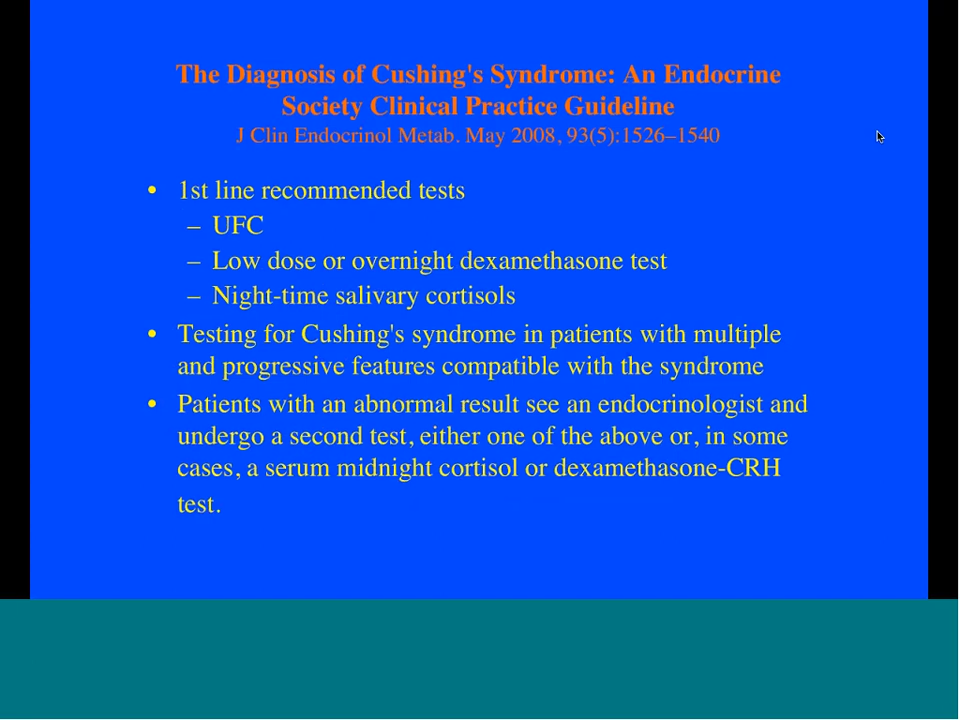 The Diagnosis of Cushing's Syndrome: An Endocrine
Society Clinical Practice Guideline
J Clin Endocrinol Metab. May 2008, 93(5):1526–1540
• 1st line recommended tests
– UFC
– Low dose or overnight dexamethasone test
– Night-time salivary cortisols
• Testing for Cushing's syndrome in patients with multiple
and progressive features compatible with the syndrome
• Patients with an abnormal result see an endocrinologist and
undergo a second test, either one of the above or, in some
cases, a serum midnight cortisol or dexamethasone-CRH
test.